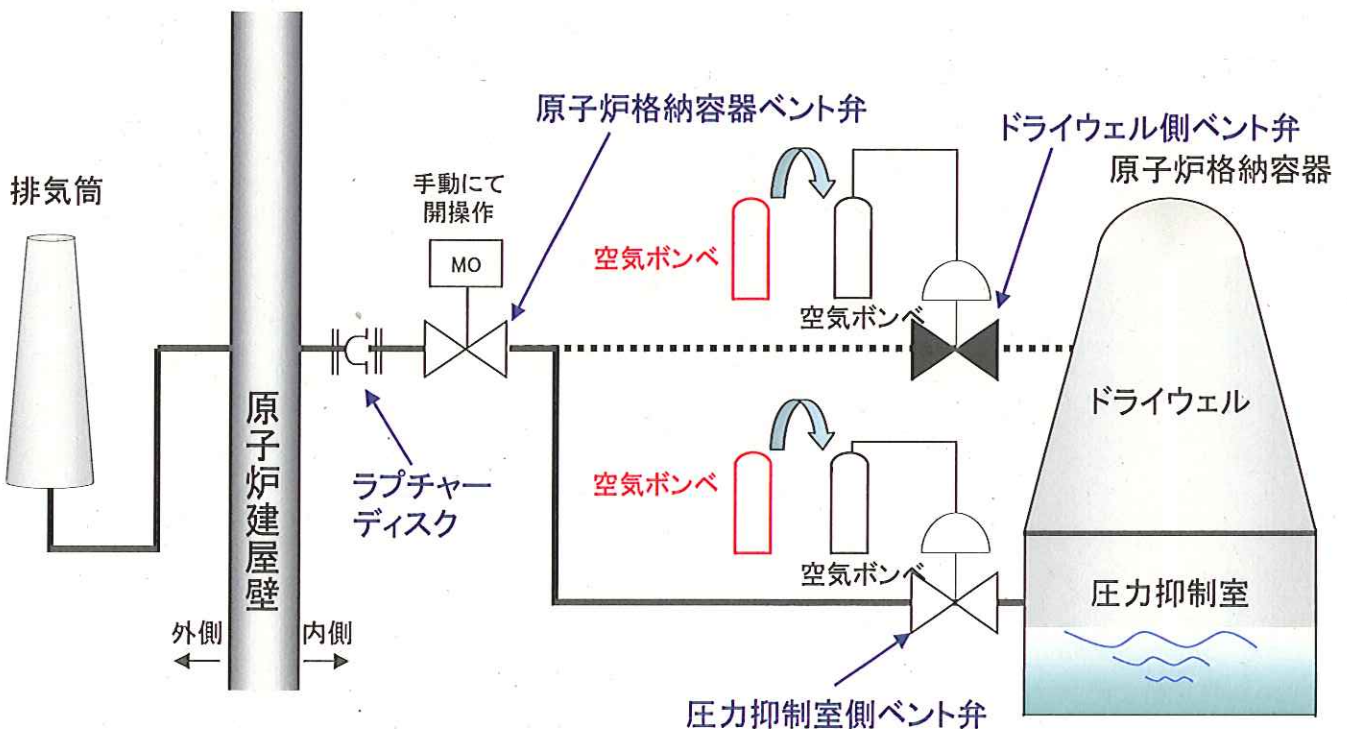 原子炉格納容器ベント弁
ドライウェル側ベント弁
原子炉格納容器
排気筒
手動にて
開操作
MO
空気ボンベ
空気ボンベ
ドライウェル
ラプチャー
ディスク
原子炉建屋壁
空気ボンベ
空気ボンベ
圧力抑制室
外側
内側
圧力抑制室側ベント弁